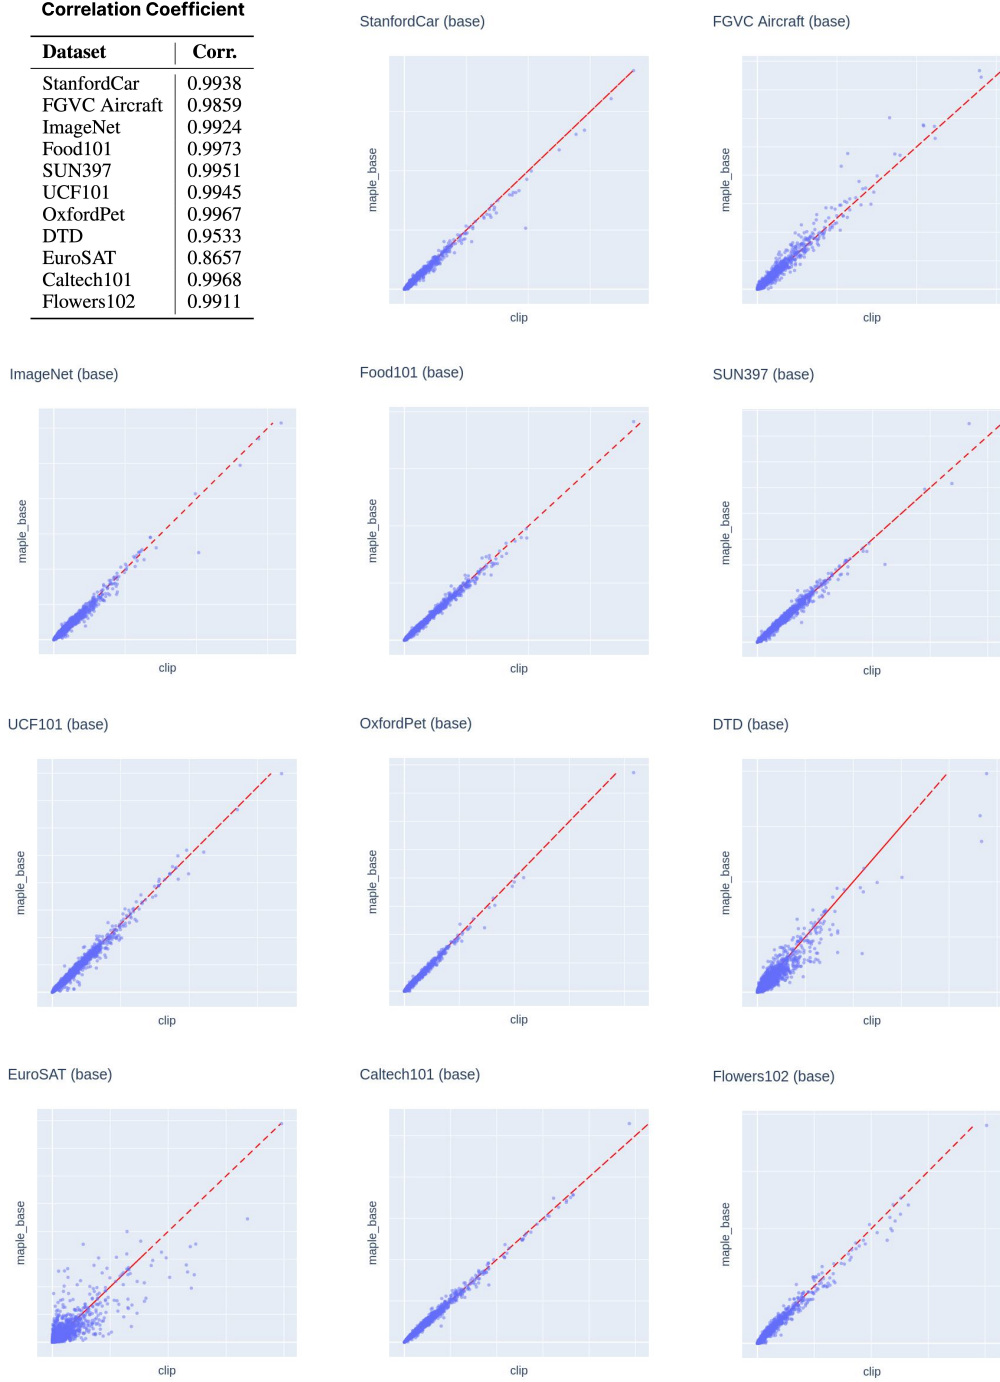 Correlation Coefficient
Dataset Corr.
StanfordCar 0.9938
FGVC Aircraft 0.9859
ImageNet 0.9924
Food101 0.9973
SUN397 0.9951
UCF101 0.9945
OxfordPet 0.9967
DTD 0.9533
EuroSAT 0.8657
Caltech101 0.9968
Flowers102 0.9911
StanfordCar (base)
maple_base
clip
FGVC Aircraft (base)
maple_base
clip
ImageNet (base)
maple_base
clip
Food101 (base)
maple_base
clip
SUN397 (base)
maple_base
clip
UCF101 (base)
maple_base
clip
OxfordPet (base)
maple_base
clip
DTD (base)
maple_base
clip
EuroSAT (base)
maple_base
clip
Caltech101 (base)
maple_base
clip
Flowers102 (base)
maple_base
clip